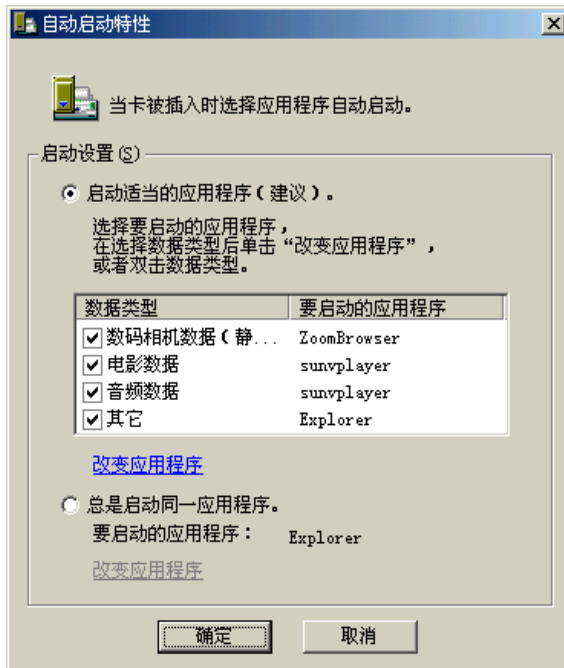 自动启动特性
当卡被插入时选择应用程序自动启动。
启动设置(S)
启动适当的应用程序(建议)。
选择要启动的应用程序,
在选择数据类型后单击“改变应用程序”,
或者双击数据类型。
数据类型 要启动的应用程序
数码相机数据(静... ZoomBrowser
电影数据 sunvplayer
音频数据 sunvplayer
其它 Explorer
改变应用程序
总是启动同一应用程序。
要启动的应用程序: Explorer
改变应用程序
确定 取消